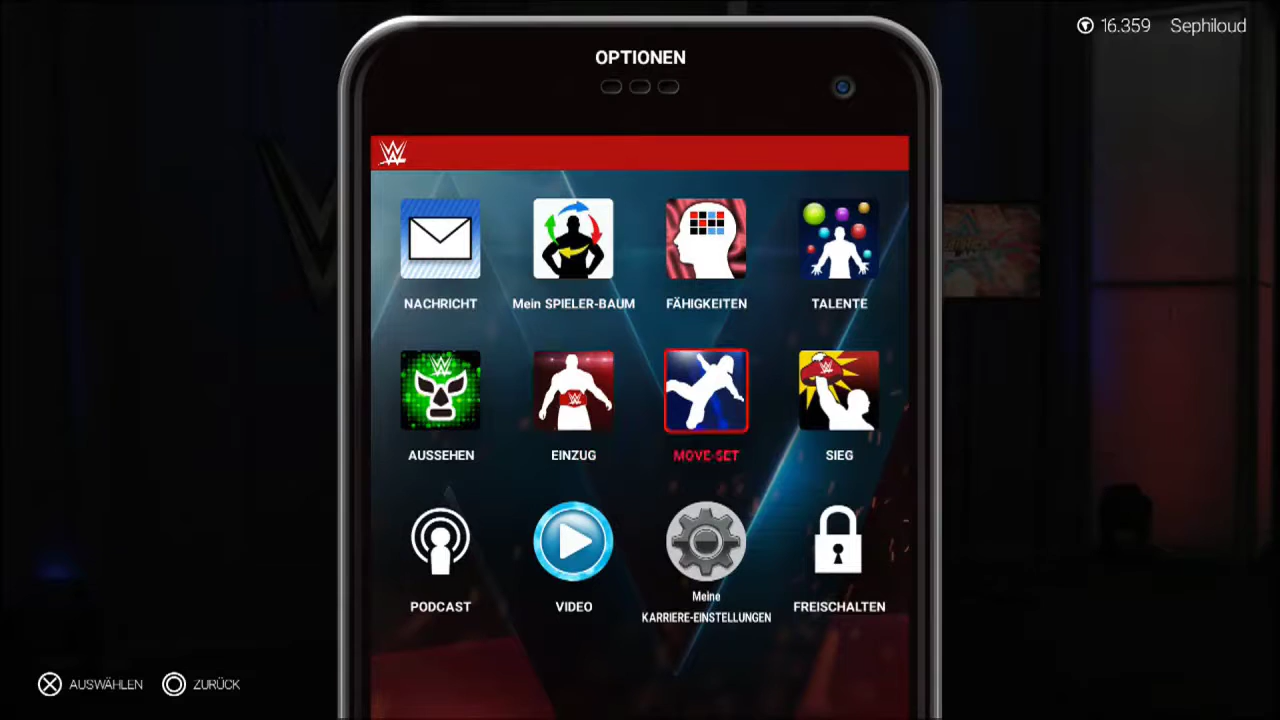 16.359 Sephiloud
OPTIONEN
NACHRICHT
Mein SPIELER-BAUM
FÄHIGKEITEN
TALENTE
AUSSEHEN
EINZUG
MOVE-SET
SIEG
PODCAST
VIDEO
Meine
KARRIERE-EINSTELLUNGEN
FREISCHALTEN
AUSWÄHLEN
ZURÜCK